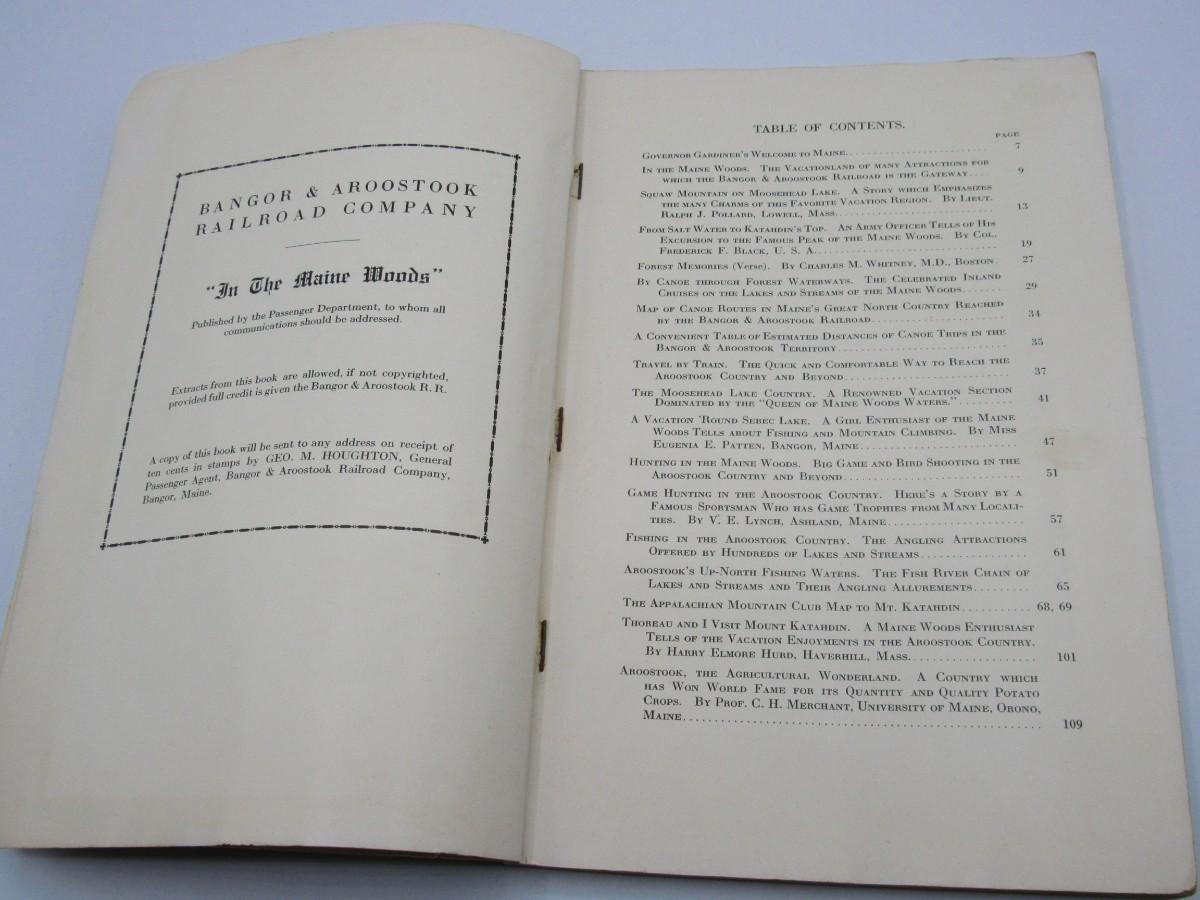 BANGOR & AROOSTOOK
RAILROAD COMPANY
"In The Maine Woods"
Published by the Passenger Department, to whom all
communications should be addressed.
Extracts from this book are allowed, if not copyrighted,
provided full credit is given the Bangor & Aroostook R. R.
A copy of this book will be sent to any address on receipt of
ten cents in stamps by GEO. M. HOUGHTON, General
Passenger Agent, Bangor & Aroostook Railroad Company,
Bangor, Maine.
TABLE OF CONTENTS.
PAGE
Governor Gardiner's Welcome to Maine. 7
In the Maine Woods. The Vacationland of many Attractions for
which the Bangor & Aroostook Railroad is the Gateway 9
Squaw Mountain on Moosehead Lake. A Story which Emphasizes
the many Charms of this Favorite Vacation Region. By Lieut.
Ralph J. Pollard, Lowell, Mass. 13
From Salt Water to Katahdin's Top. An Army Officer Tells of His
Excursion to the Famous Peak of the Maine Woods. By Col.
Frederick F. Black, U. S. A. 19
Forest Memories (Verse). By Charles M. Whitney, M.D., Boston. 27
By Canoe through Forest Waterways. The Celebrated Inland
Cruises on the Lakes and Streams of the Maine Woods 29
Map of Canoe Routes in Maine's Great North Country Reached
by the Bangor & Aroostook Railroad 34
A Convenient Table of Estimated Distances of Canoe Trips in the
Bangor & Aroostook Territory 35
Travel by Train. The Quick and Comfortable Way to Reach the
Aroostook Country and Beyond 37
The Moosehead Lake Country. A Renowned Vacation Section
Dominated by the "Queen of Maine Woods Waters." 41
A Vacation 'Round Sebec Lake. A Girl Enthusiast of the Maine
Woods Tells about Fishing and Mountain Climbing. By Miss
Eugenia E. Patten, Bangor, Maine 47
Hunting in the Maine Woods. Big Game and Bird Shooting in the
Aroostook Country and Beyond 51
Game Hunting in the Aroostook Country. Here's a Story by a
Famous Sportsman Who has Game Trophies from Many Locali-
ties. By V. E. Lynch, Ashland, Maine 57
Fishing in the Aroostook Country. The Angling Attractions
Offered by Hundreds of Lakes and Streams 61
Aroostook's Up-North Fishing Waters. The Fish River Chain of
Lakes and Streams and Their Angling Allurements 65
The Appalachian Mountain Club Map to Mt. Katahdin 68, 69
Thoreau and I Visit Mount Katahdin. A Maine Woods Enthusiast
Tells of the Vacation Enjoyments in the Aroostook Country.
By Harry Elmore Hurd, Haverhill, Mass. 101
Aroostook, the Agricultural Wonderland. A Country which
has Won World Fame for its Quantity and Quality Potato
Crops. By Prof. C. H. Merchant, University of Maine, Orono,
Maine 109